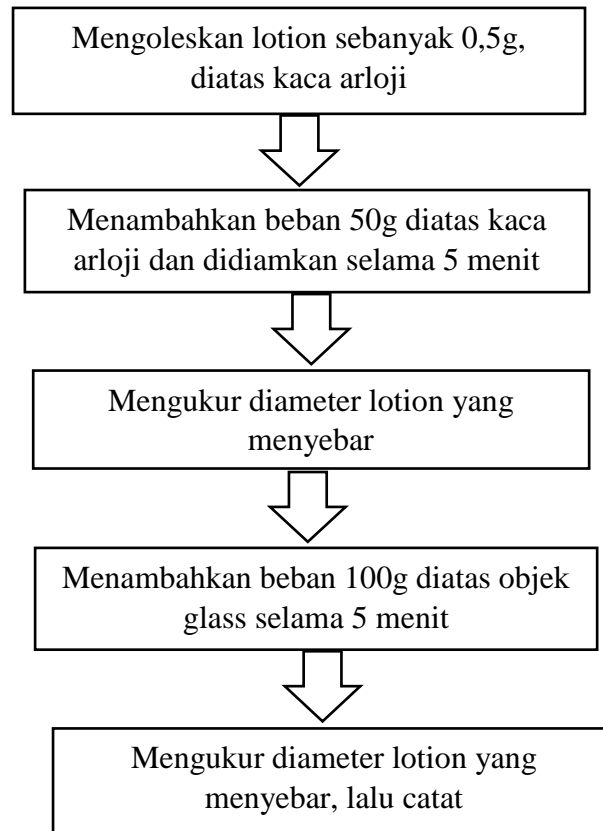 Mengoleskan lotion sebanyak 0,5g,
diatas kaca arloji
Menambahkan beban 50g diatas kaca
arloji dan didiamkan selama 5 menit
Mengukur diameter lotion yang
menyebar
Menambahkan beban 100g diatas objek
glass selama 5 menit
Mengukur diameter lotion yang
menyebar, lalu catat